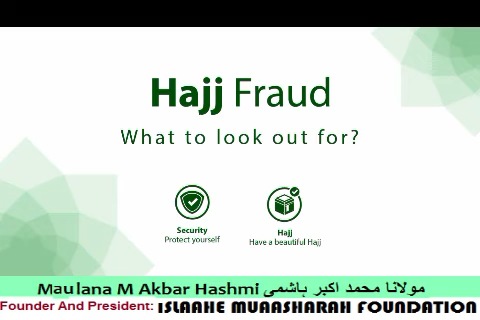 Hajj Fraud
What to look out for?
Security
Protect yourself
Hajj
Have a beautiful Hajj
Maulana M Akbar Hashmi مولانا محمد اکبر ہاشمی
Founder And President: ISLAAHE MUAASHARAH FOUNDATION